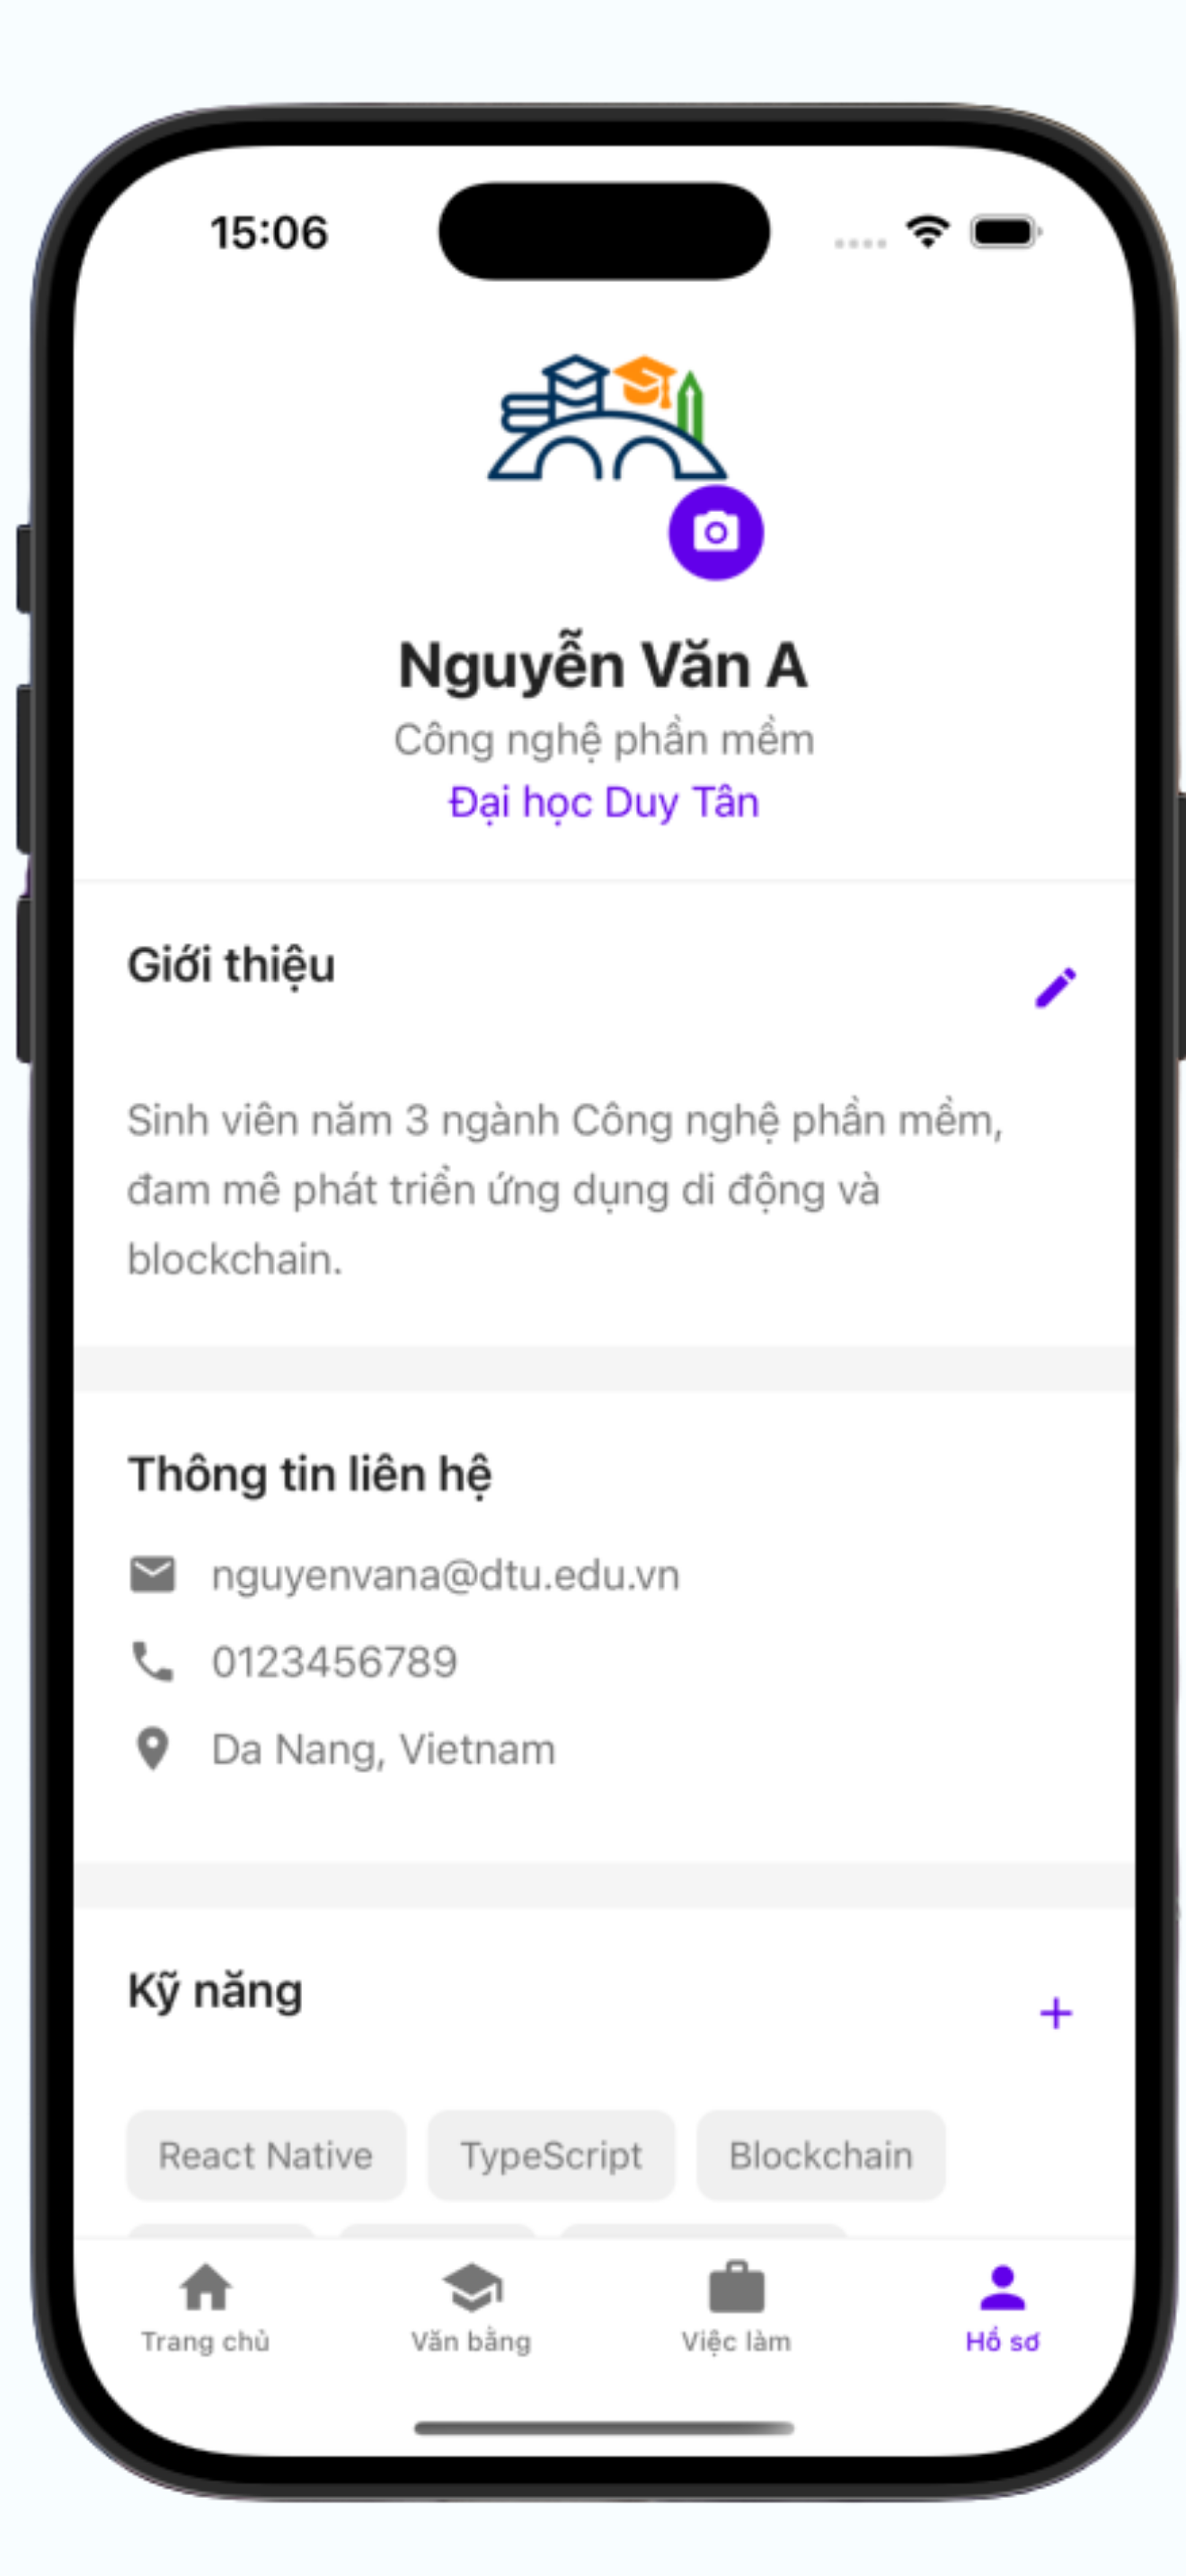 15:06
Nguyễn Văn A
Công nghệ phần mềm
Đại học Duy Tân
Giới thiệu
Sinh viên năm 3 ngành Công nghệ phần mềm,
đam mê phát triển ứng dụng di động và
blockchain.
Thông tin liên hệ
nguyenvana@dtu.edu.vn
0123456789
Da Nang, Vietnam
Kỹ năng
React Native TypeScript Blockchain
Trang chủ Văn bằng Việc làm Hồ sơ